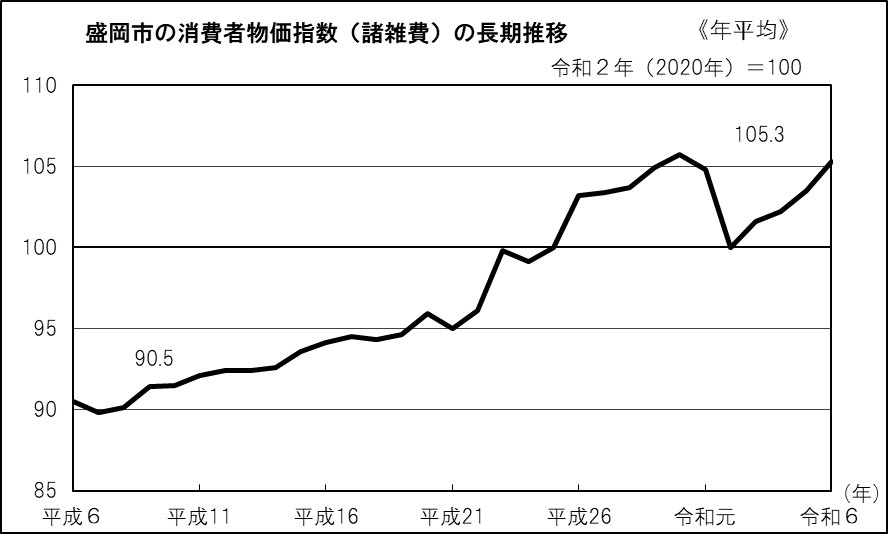 盛岡市の消費者物価指数（諸雑費）の長期推移
《年平均》
令和２年（2020年）＝100
110
105
100
95
90
85
105.3
90.5
平成６
平成11
平成16
平成21
平成26
令和元
令和６
（年）